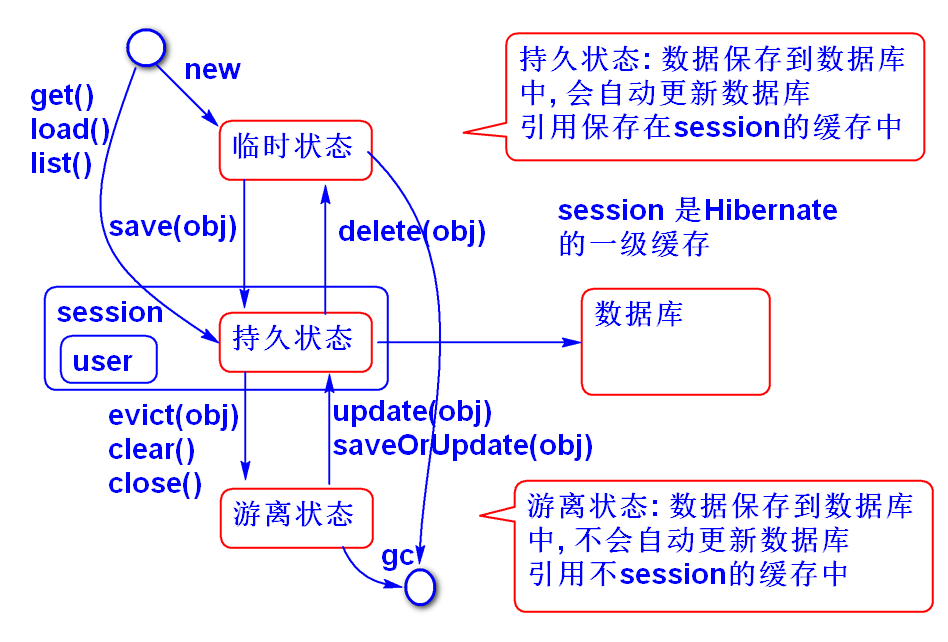 new
get()
load()
list()
持久状态: 数据保存到数据库
中, 会自动更新数据库
引用保存在session的缓存中
临时状态
save(obj)
delete(obj)
session 是Hibernate
的一级缓存
session
user
持久状态
数据库
evict(obj)
clear()
close()
update(obj)
saveOrUpdate(obj)
游离状态
游离状态: 数据保存到数据库
中, 不会自动更新数据库
引用不session的缓存中
gc